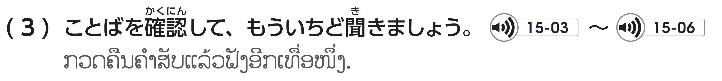 (3) ことばを確認して、もういちど聞きましょう。 15-03 ～ 15-06
ກວດຄືນຄຳສັບແລ້ວຟັງອີກເທື່ອໜຶ່ງ.